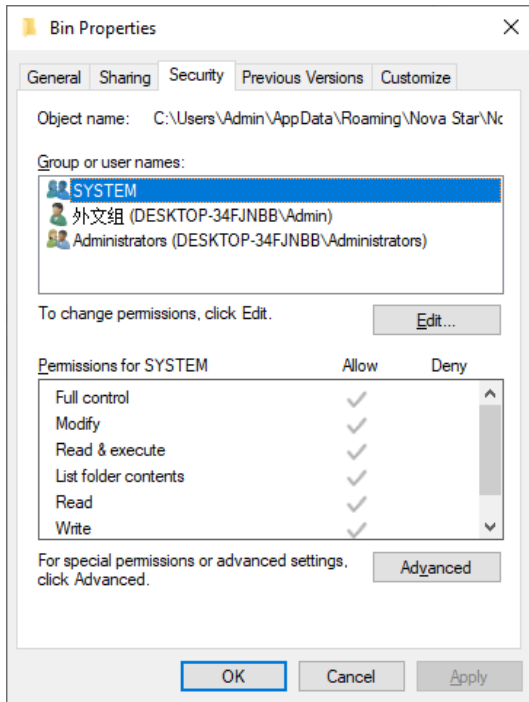 Bin Properties
General Sharing Security Previous Versions Customize
Object name: C:\Users\Admin\AppData\Roaming\Nova Star\Nc
Group or user names:
SYSTEM
外文组 (DESKTOP-34FJNBB\Admin)
Administrators (DESKTOP-34FJNBB\Administrators)
To change permissions, click Edit.
Edit...
Permissions for SYSTEM Allow Deny
Full control
Modify
Read & execute
List folder contents
Read
Write
For special permissions or advanced settings,
click Advanced.
Advanced
OK Cancel Apply